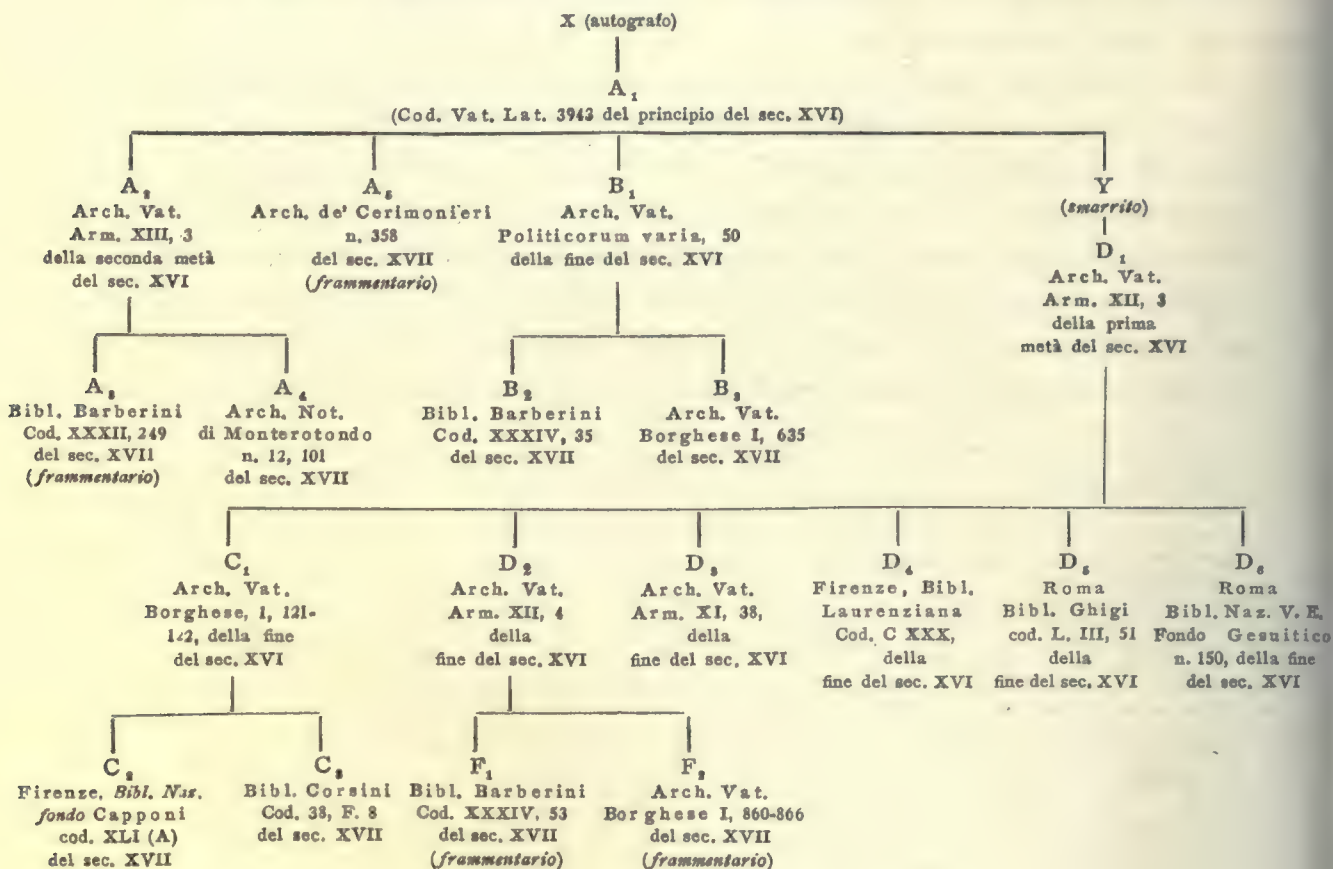 X (autografo)
A₁
(Cod. Vat. Lat. 3943 del principio del sec. XVI)
A₂
Arch. Vat.
Arm. XIII, 3
della seconda metà
del sec. XVI
A₅
Arch. de' Cerimonieri
n. 358
del sec. XVII
(frammentario)
B₁
Arch. Vat.
Politicorum varia, 50
della fine del sec. XVI
Y
(smarrito)
D₁
Arch. Vat.
Arm. XII, 3
della prima
metà del sec. XVI
A₃
Bibl. Barberini
Cod. XXXII, 249
del sec. XVII
(frammentario)
A₄
Arch. Not.
di Monterotondo
n. 12, 101
del sec. XVII
B₂
Bibl. Barberini
Cod. XXXIV, 35
del sec. XVII
B₃
Arch. Vat.
Borghese I, 635
del sec. XVII
C₁
Arch. Vat.
Borghese, 1, 121-
122, della fine
del sec. XVI
D₂
Arch. Vat.
Arm. XII, 4
della
fine del sec. XVI
D₃
Arch. Vat.
Arm. XI, 38,
della
fine del sec. XVI
D₄
Firenze, Bibl.
Laurenziana
Cod. C XXX,
della
fine del sec. XVI
D₅
Roma
Bibl. Ghigi
cod. L. III, 51
della
fine del sec. XVI
D₆
Roma
Bibl. Naz. V. E.
Fondo Gesuitico
n. 150, della fine
del sec. XVI
C₂
Firenze, Bibl. Naz.
fondo Capponi
cod. XLI (A)
del sec. XVII
C₃
Bibl. Corsini
Cod. 38, F. 8
del sec. XVII
F₁
Bibl. Barberini
Cod. XXXIV, 53
del sec. XVII
(frammentario)
F₂
Arch. Vat.
Borghese I, 860-866
del sec. XVII
(frammentario)